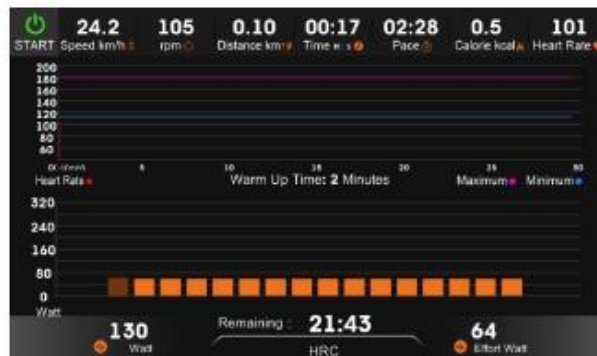 24.2 105 0.10 00:17 02:28 0.5 101
START Speed km/h rpm Distance km Time M : S Pace Calorie kcal Heart Rate
200
180
160
140
120
100
80
60
5 10 15 20 25 30
Heart Rate Warm Up Time: 2 Minutes Maximum Minimum
320
240
160
80
0
Watt
130 Remaining : 21:43 64
Watt HRC Effort Watt